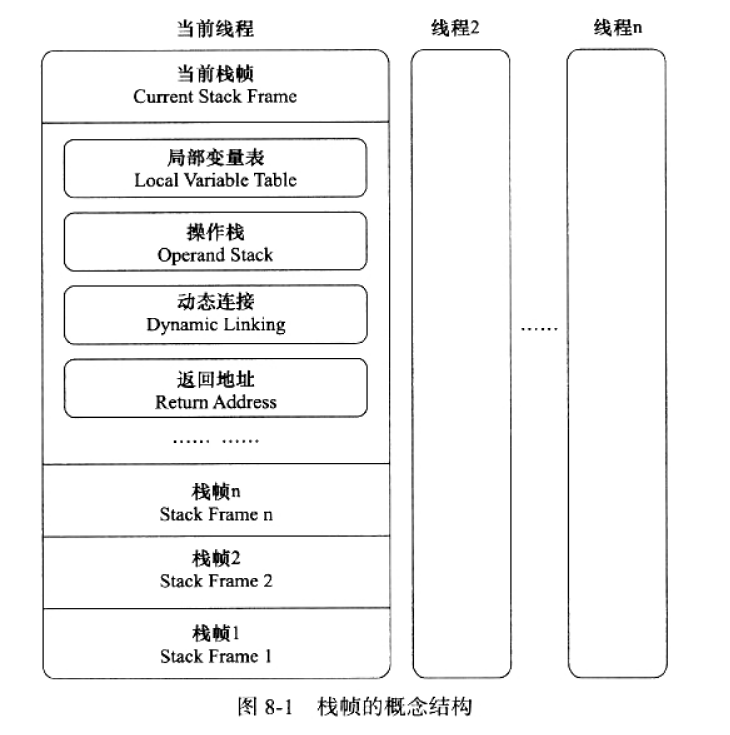 当前线程
线程2
线程n
当前栈帧
Current Stack Frame
局部变量表
Local Variable Table
操作栈
Operand Stack
动态连接
Dynamic Linking
返回地址
Return Address
…… ……
……
栈帧n
Stack Frame n
栈帧2
Stack Frame 2
栈帧1
Stack Frame 1
图 8-1 栈帧的概念结构